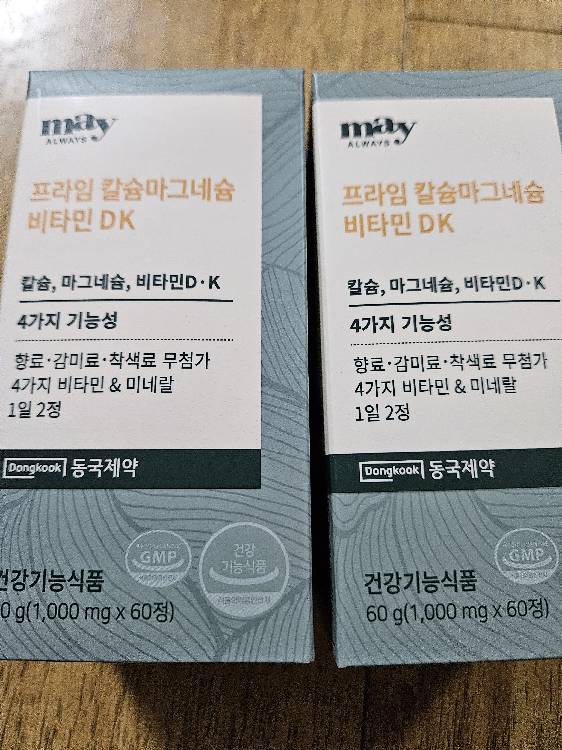 may
ALWAYS
프라임 칼슘마그네슘
비타민 DK
칼슘, 마그네슘, 비타민D·K
4가지 기능성
향료·감미료·착색료 무첨가
4가지 비타민 & 미네랄
1일 2정
Dongkook 동국제약
GMP
건강
기능식품
건강기능식품
0 g(1,000 mg x 60정)
may
ALWAYS
프라임 칼슘마그네슘
비타민 DK
칼슘, 마그네슘, 비타민D·K
4가지 기능성
향료·감미료·착색료 무첨가
4가지 비타민 & 미네랄
1일 2정
Dongkook 동국제약
GMP
건강기능식품
60 g(1,000 mg x 60정)